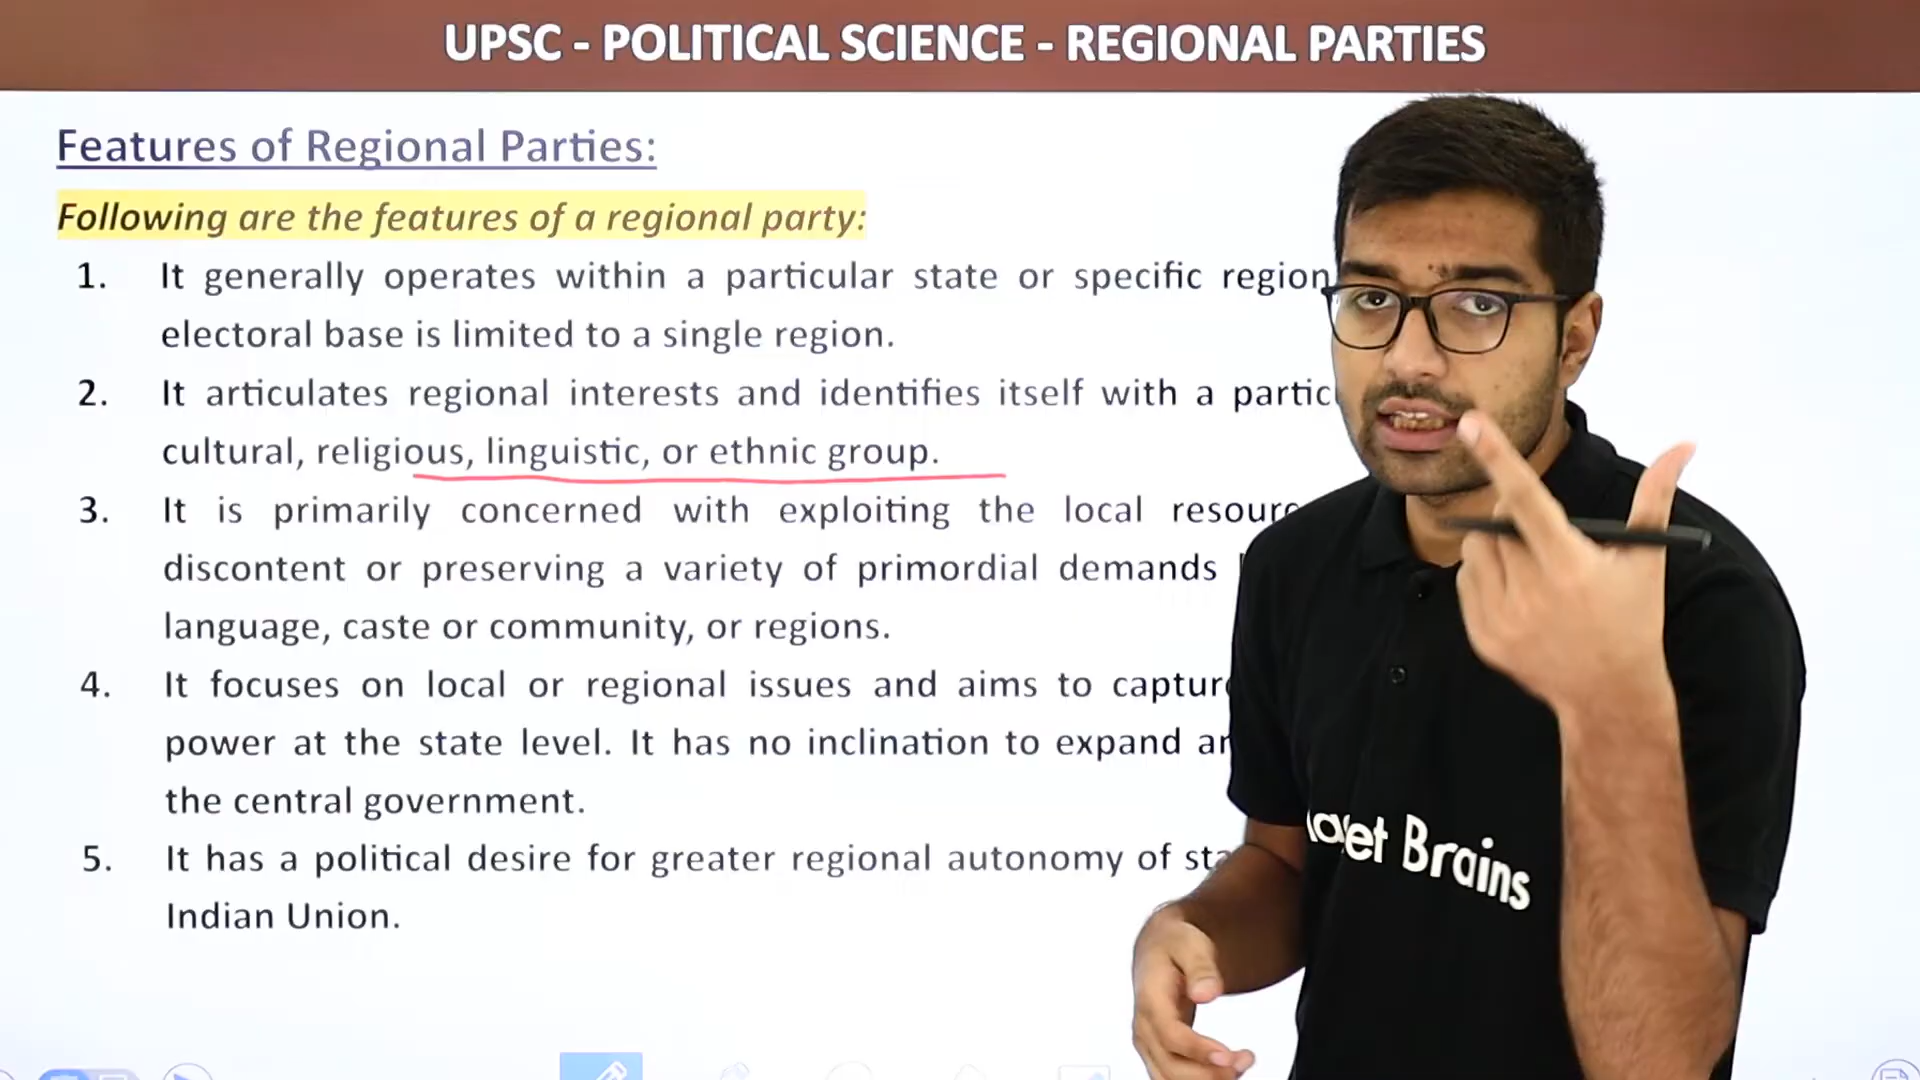 UPSC - POLITICAL SCIENCE - REGIONAL PARTIES
Features of Regional Parties:
Following are the features of a regional party:
1. It generally operates within a particular state or specific region
electoral base is limited to a single region.
2. It articulates regional interests and identifies itself with a
cultural, religious, linguistic, or ethnic group.
3. It is primarily concerned with exploiting the local
discontent or preserving a variety of primordial demands
language, caste or community, or regions.
4. It focuses on local or regional issues and aims to
power at the state level. It has no inclination to expand
the central government.
5. It has a political desire for greater regional autonomy of
Indian Union.
Brains